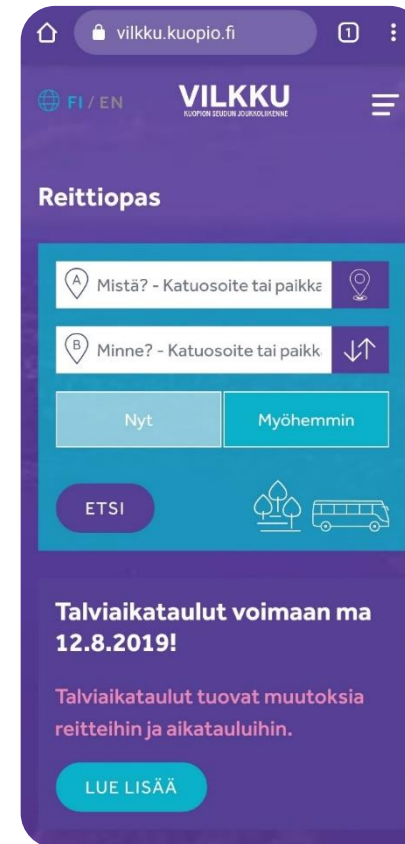 vilkku.kuopio.fi
1
FI / EN
VILKKU
KUOPION SEUDUN JOUKKOLIIKENNE
Reittiopas
A
Mistä? - Katuosoite tai paikka
B
Minne? - Katuosoite tai paikk
Nyt
Myöhemmin
ETSI
Talviaikataulut voimaan ma
12.8.2019!
Talviaikataulut tuovat muutoksia
reitteihin ja aikatauluihin.
LUE LISÄÄ